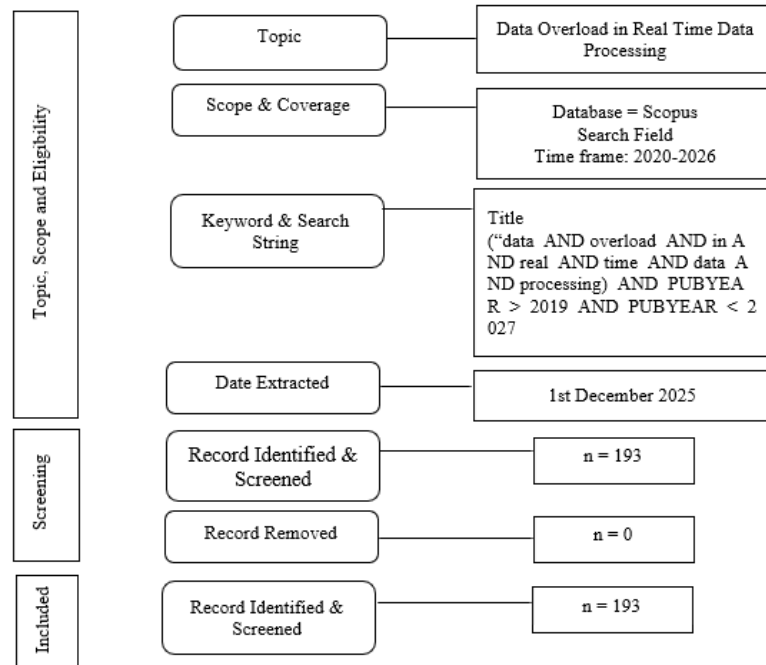 Topic, Scope and Eligibility
Topic
Data Overload in Real Time Data
Processing
Scope & Coverage
Database = Scopus
Search Field
Time frame: 2020-2026
Keyword & Search
String
Title
(“data AND overload AND in A
ND real AND time AND data A
ND processing) AND PUBYEA
R > 2019 AND PUBYEAR < 2
027
Date Extracted
1st December 2025
Screening
Record Identified &
Screened
n = 193
Record Removed
n = 0
Included
Record Identified &
Screened
n = 193